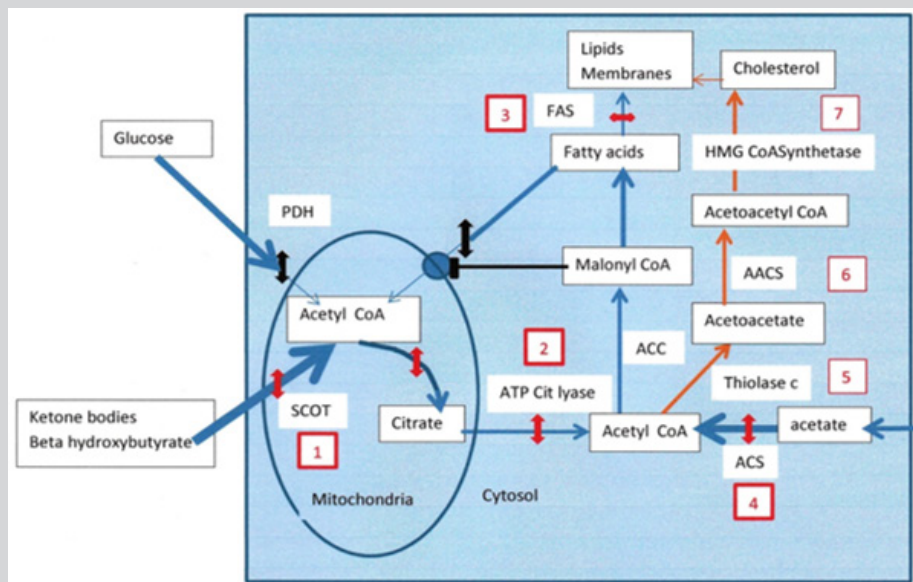 Lipids
Membranes
Cholesterol
3
FAS
7
Glucose
Fatty acids
HMG CoASynthetase
PDH
Acetoacetyl CoA
Malonyl CoA
AACS
6
Acetyl CoA
Acetoacetate
2
ACC
ATP Cit lyase
Thiolase c
5
Ketone bodies
Beta hydroxybutyrate
SCOT
Citrate
Acetyl CoA
acetate
1
ACS
Mitochondria
Cytosol
4